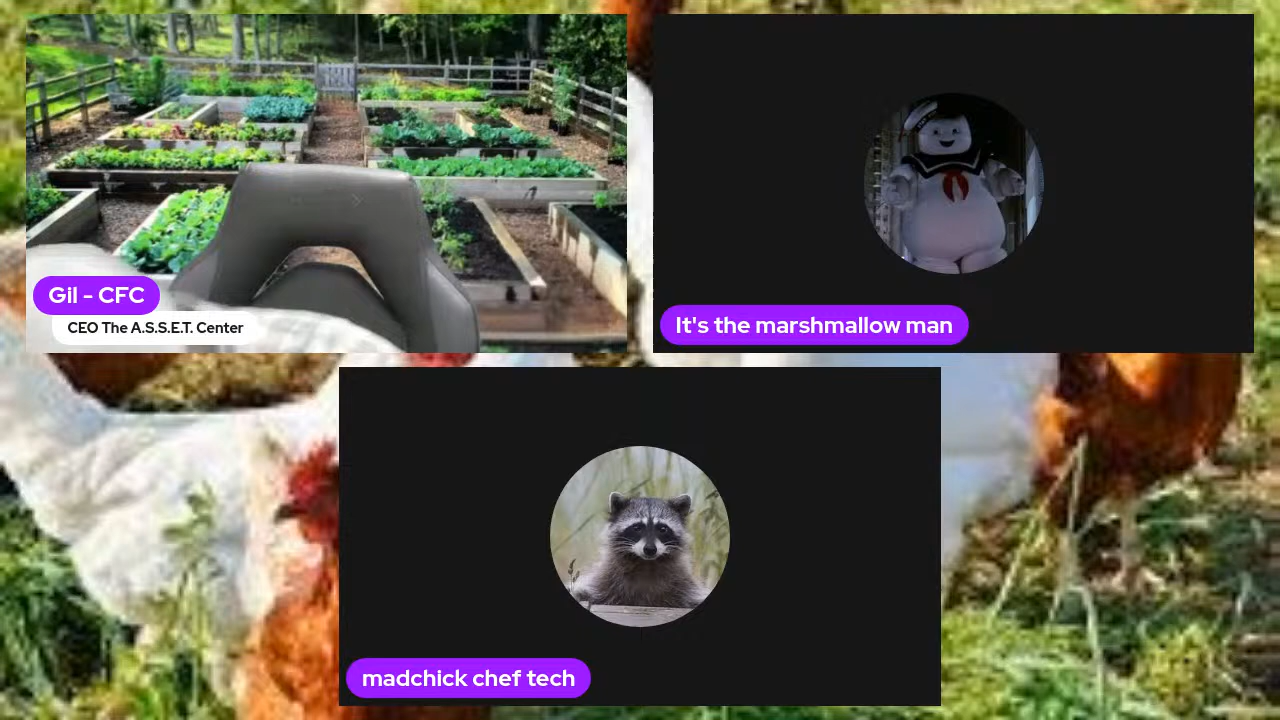 Gil - CFC
CEO The A.S.S.E.T. Center
It's the marshmallow man
madchick chef tech